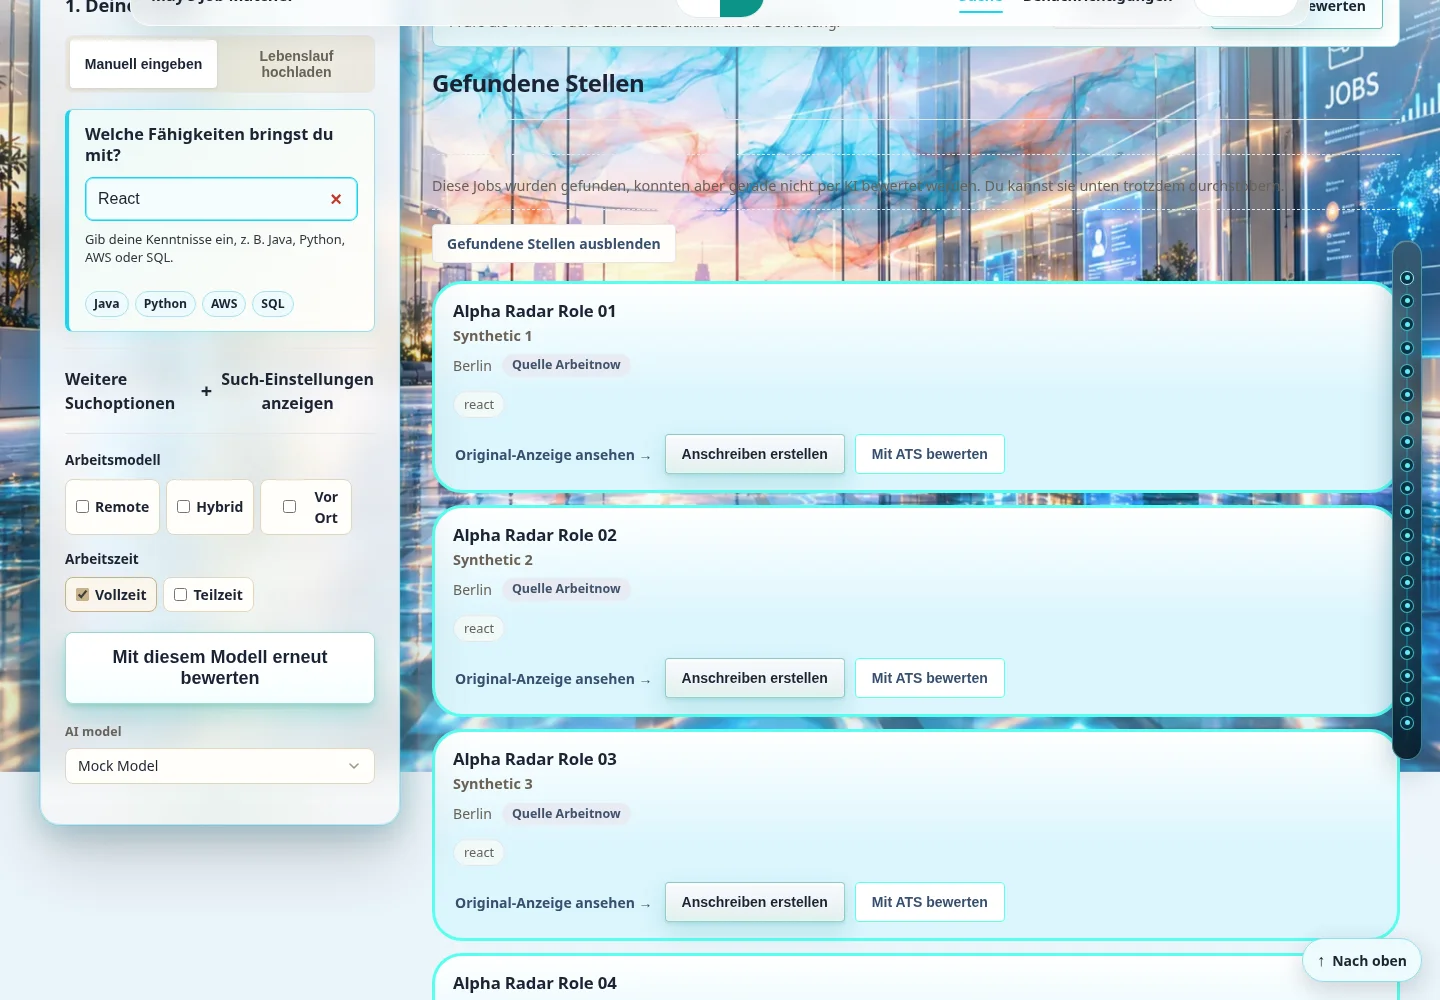 1. Deine
Suche
Benachrichtigungen
ewerten
Manuell eingeben
Lebenslauf
hochladen
Welche Fähigkeiten bringst du
mit?
React
Gib deine Kenntnisse ein, z. B. Java, Python,
AWS oder SQL.
Java
Python
AWS
SQL
Weitere
Suchoptionen
+
Such-Einstellungen
anzeigen
Arbeitsmodell
Remote
Hybrid
Vor
Ort
Arbeitszeit
Vollzeit
Teilzeit
Mit diesem Modell erneut
bewerten
AI model
Mock Model
Gefundene Stellen
JOBS
Diese Jobs wurden gefunden, konnten aber gerade nicht per KI bewertet werden. Du kannst sie unten trotzdem durchstöbern.
Gefundene Stellen ausblenden
Alpha Radar Role 01
Synthetic 1
Berlin Quelle Arbeitnow
react
Original-Anzeige ansehen →
Anschreiben erstellen
Mit ATS bewerten
Alpha Radar Role 02
Synthetic 2
Berlin Quelle Arbeitnow
react
Original-Anzeige ansehen →
Anschreiben erstellen
Mit ATS bewerten
Alpha Radar Role 03
Synthetic 3
Berlin Quelle Arbeitnow
react
Original-Anzeige ansehen →
Anschreiben erstellen
Mit ATS bewerten
Alpha Radar Role 04
↑ Nach oben